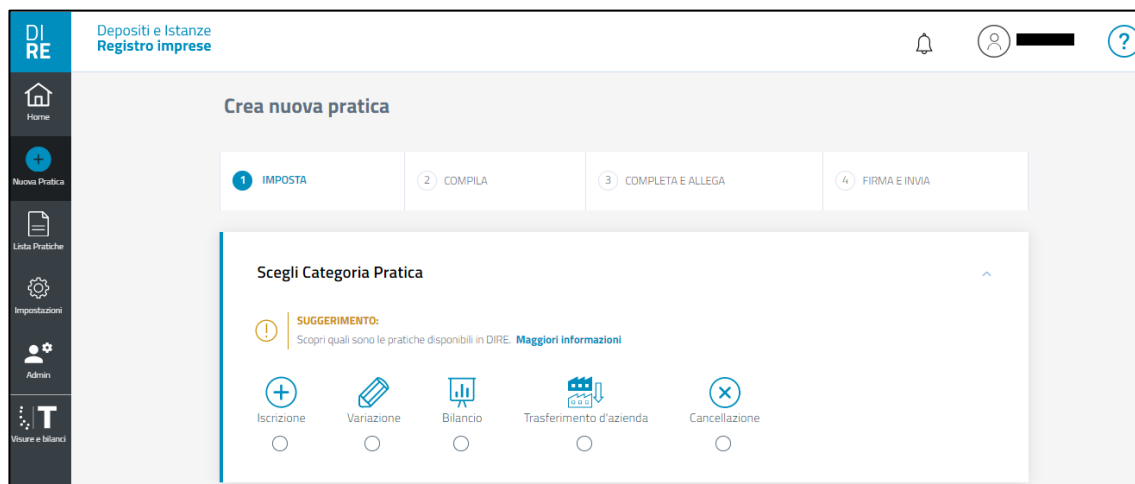 DI
RE
Depositi e Istanze
Registro imprese
?
Home
Nuova Pratica
Lista Pratiche
Impostazioni
Admin
T
Visure e bilanci
Crea nuova pratica
1 IMPOSTA
2 COMPILA
3 COMPLETA E ALLEGA
4 FIRMA E INVIA
Scegli Categoria Pratica
SUGGERIMENTO:
Scopri quali sono le pratiche disponibili in DIRE. Maggiori informazioni
Iscrizione Variazione Bilancio Trasferimento d'azienda Cancellazione